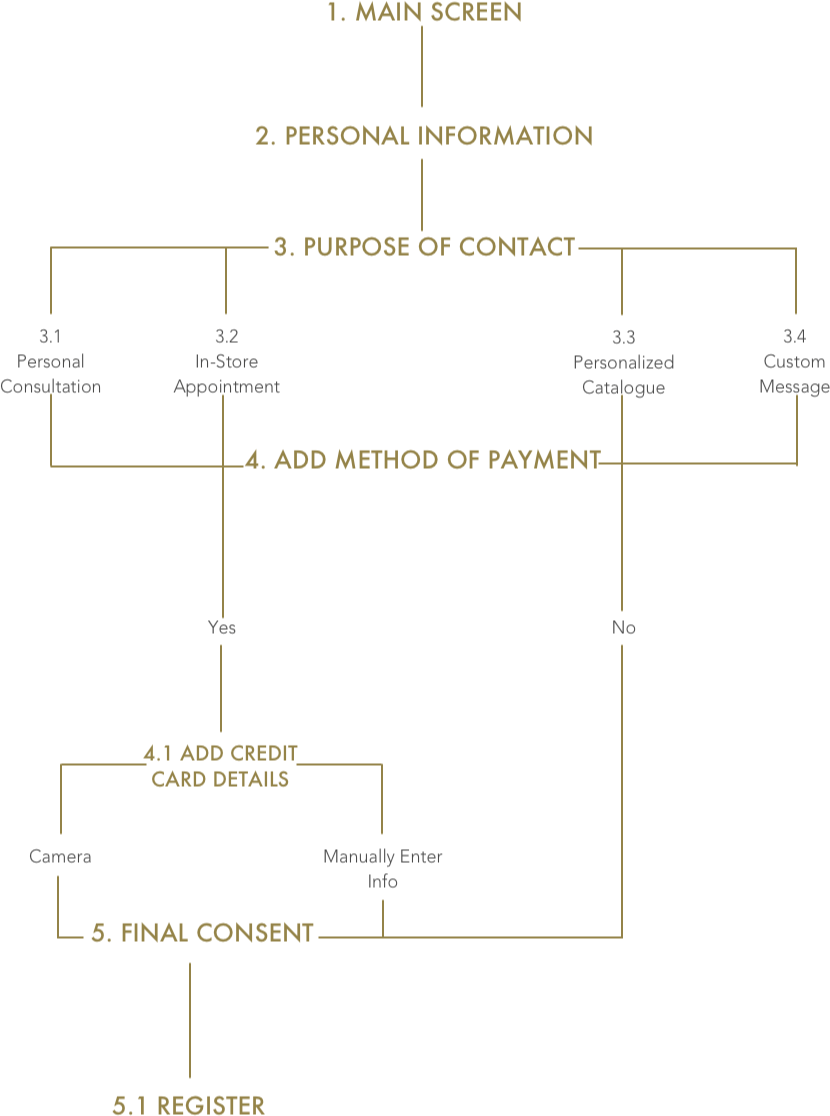 1. MAIN SCREEN
2. PERSONAL INFORMATION
3. PURPOSE OF CONTACT
3.1
Personal
Consultation
3.2
In-Store
Appointment
3.3
Personalized
Catalogue
3.4
Custom
Message
4. ADD METHOD OF PAYMENT
Yes
No
4.1 ADD CREDIT
CARD DETAILS
Camera
Manually Enter
Info
5. FINAL CONSENT
5.1 REGISTER